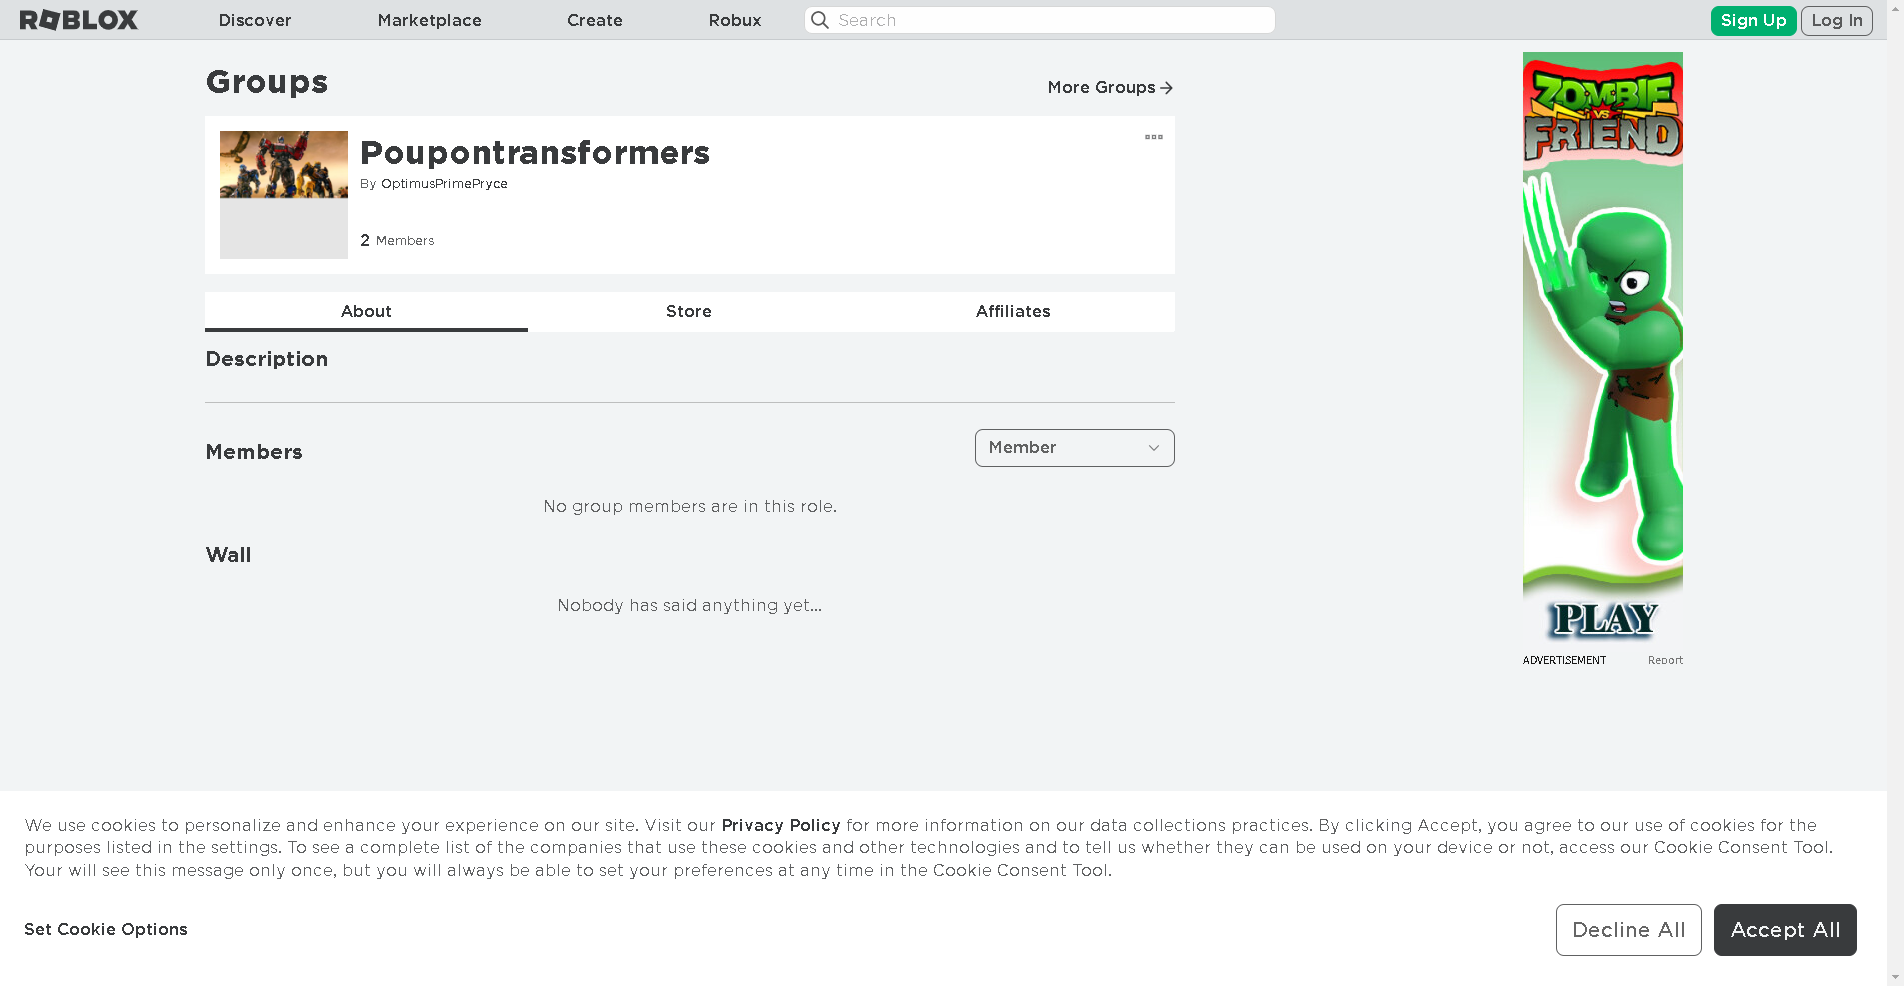 ROBLOX
Discover
Marketplace
Create
Robux
Search
Sign Up
Log In
Groups
More Groups
Poupontransformers
By OptimusPrimePryce
2 Members
About
Store
Affiliates
Description
Members
Member
No group members are in this role.
Wall
Nobody has said anything yet...
ZOMBIE
VS
FRIEND
PLAY
ADVERTISEMENT
Report
We use cookies to personalize and enhance your experience on our site. Visit our Privacy Policy for more information on our data collections practices. By clicking Accept, you agree to our use of cookies for the
purposes listed in the settings. To see a complete list of the companies that use these cookies and other technologies and to tell us whether they can be used on your device or not, access our Cookie Consent Tool.
Your will see this message only once, but you will always be able to set your preferences at any time in the Cookie Consent Tool.
Set Cookie Options
Decline All
Accept All